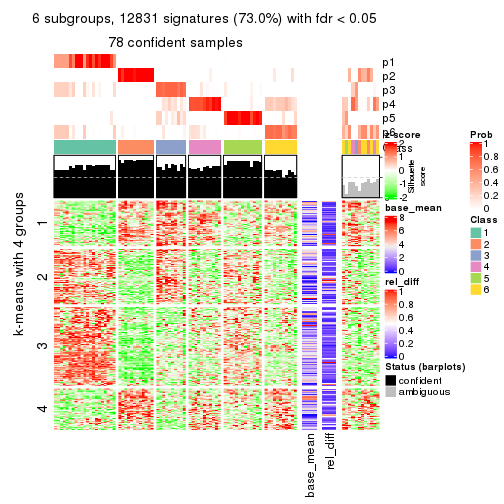 6 subgroups, 12831 signatures (73.0%) with fdr < 0.05
78 confident samples
p1
p2
p3
p4
p5
p6
z-score
2
1
0
-1
-2
Class
Silhouette
score
Prob
1
0.8
0.6
0.4
0.2
0
base_mean
8
6
4
2
0
Class
1
2
3
4
5
6
rel_diff
1
0.8
0.6
0.4
0.2
0
Status (barplots)
confident
ambiguous
k-means with 4 groups
1
2
3
4
base_mean
rel_diff